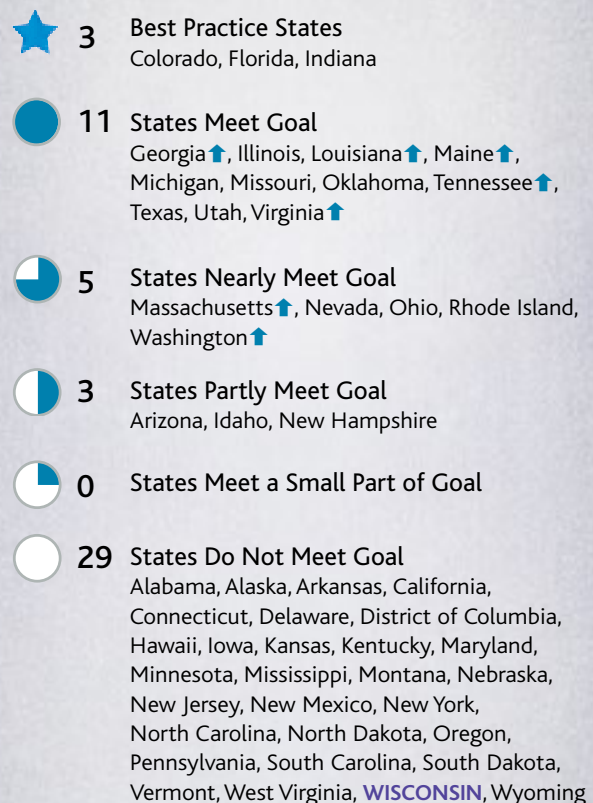 3 Best Practice States
Colorado, Florida, Indiana
11 States Meet Goal
Georgia⬆, Illinois, Louisiana⬆, Maine⬆,
Michigan, Missouri, Oklahoma, Tennessee⬆,
Texas, Utah, Virginia⬆
5 States Nearly Meet Goal
Massachusetts⬆, Nevada, Ohio, Rhode Island,
Washington⬆
3 States Partly Meet Goal
Arizona, Idaho, New Hampshire
0 States Meet a Small Part of Goal
29 States Do Not Meet Goal
Alabama, Alaska, Arkansas, California,
Connecticut, Delaware, District of Columbia,
Hawaii, Iowa, Kansas, Kentucky, Maryland,
Minnesota, Mississippi, Montana, Nebraska,
New Jersey, New Mexico, New York,
North Carolina, North Dakota, Oregon,
Pennsylvania, South Carolina, South Dakota,
Vermont, West Virginia, WISCONSIN, Wyoming